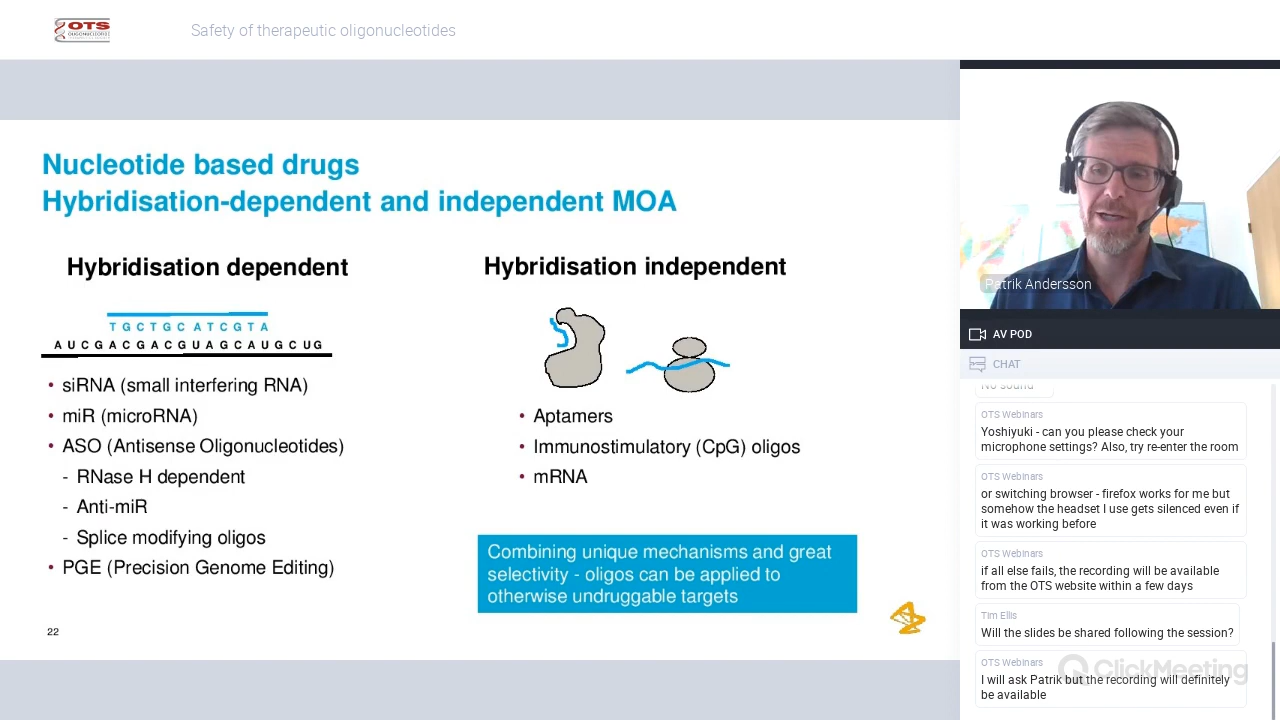 OTS
OLIGONUCLEOTIDE
Safety of therapeutic oligonucleotides
Nucleotide based drugs
Hybridisation-dependent and independent MOA
Hybridisation dependent
TGCTGC ATCGTA
AUCGACGACGUAGCAUGCUG
• siRNA (small interfering RNA)
• miR (microRNA)
• ASO (Antisense Oligonucleotides)
- RNase H dependent
- Anti-miR
- Splice modifying oligos
• PGE (Precision Genome Editing)
Hybridisation independent
• Aptamers
• Immunostimulatory (CpG) oligos
• mRNA
Combining unique mechanisms and great
selectivity - oligos can be applied to
otherwise undruggable targets
22
Patrik Andersson
AV POD
CHAT
No sound
OTS Webinars
Yoshiyuki - can you please check your
microphone settings? Also, try re-enter the room
OTS Webinars
or switching browser - firefox works for me but
somehow the headset I use gets silenced even if
it was working before
OTS Webinars
if all else fails, the recording will be available
from the OTS website within a few days
Tim Ellis
Will the slides be shared following the session?
OTS Webinars
I will ask Patrik but the recording will definitely
be available
ClickMeeting